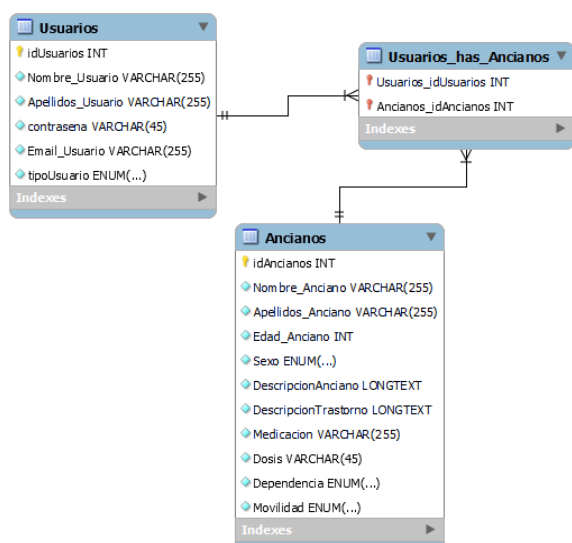 Usuarios
idUsuarios INT
Nombre_Usuario VARCHAR(255)
Apellidos_Usuario VARCHAR(255)
contrasena VARCHAR(45)
Email_Usuario VARCHAR(255)
tipoUsuario ENUM(...)
Indexes
Usuarios_has_Ancianos
Usuarios_idUsuarios INT
Ancianos_idAncianos INT
Indexes
Ancianos
idAncianos INT
Nombre_Anciano VARCHAR(255)
Apellidos_Anciano VARCHAR(255)
Edad_Anciano INT
Sexo ENUM(...)
DescripcionAnciano LONGTEXT
DescripcionTrastorno LONGTEXT
Medicacion VARCHAR(255)
Dosis VARCHAR(45)
Dependencia ENUM(...)
Movilidad ENUM(...)
Indexes